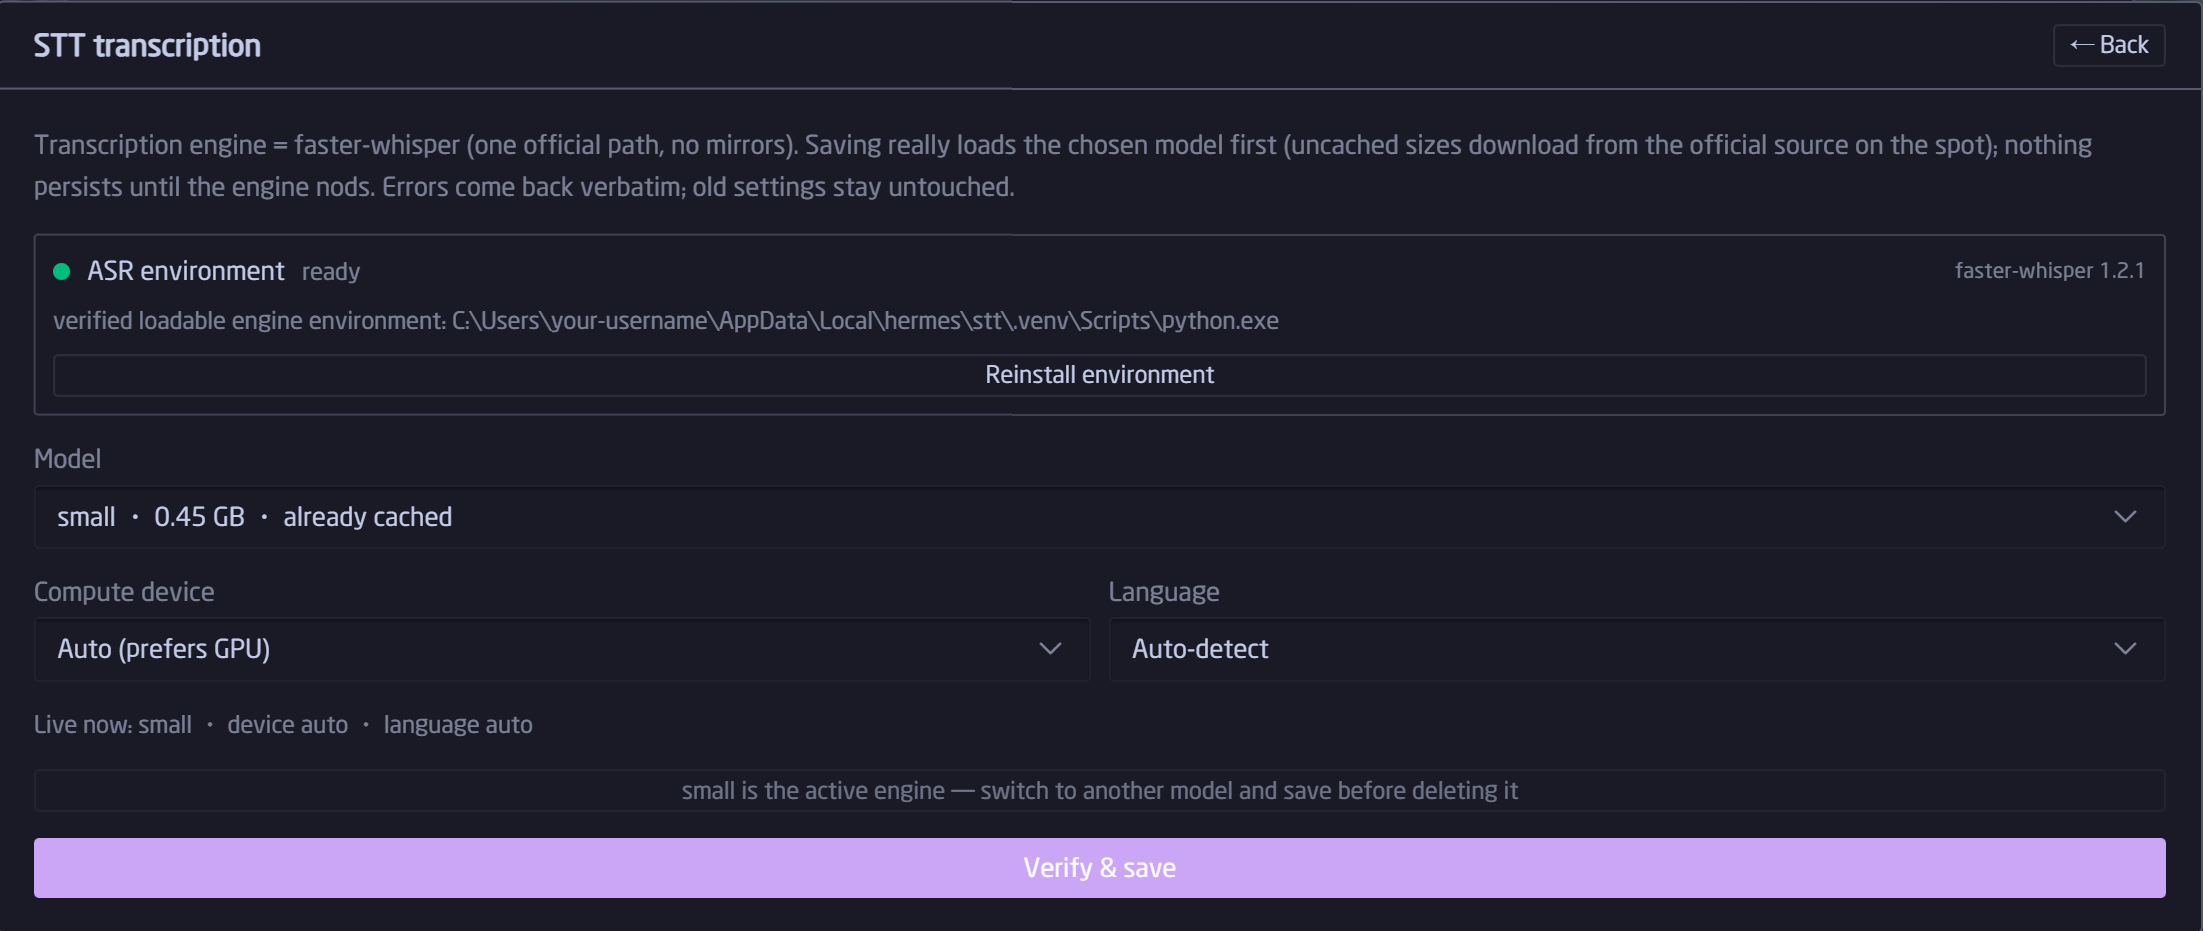 STT transcription
← Back
Transcription engine = faster-whisper (one official path, no mirrors). Saving really loads the chosen model first (uncached sizes download from the official source on the spot); nothing
persists until the engine nods. Errors come back verbatim; old settings stay untouched.
ASR environment ready
faster-whisper 1.2.1
verified loadable engine environment: C:\Users\your-username\AppData\Local\hermes\stt\.venv\Scripts\python.exe
Reinstall environment
Model
small · 0.45 GB · already cached
Compute device
Language
Auto (prefers GPU)
Auto-detect
Live now: small · device auto · language auto
small is the active engine — switch to another model and save before deleting it
Verify & save